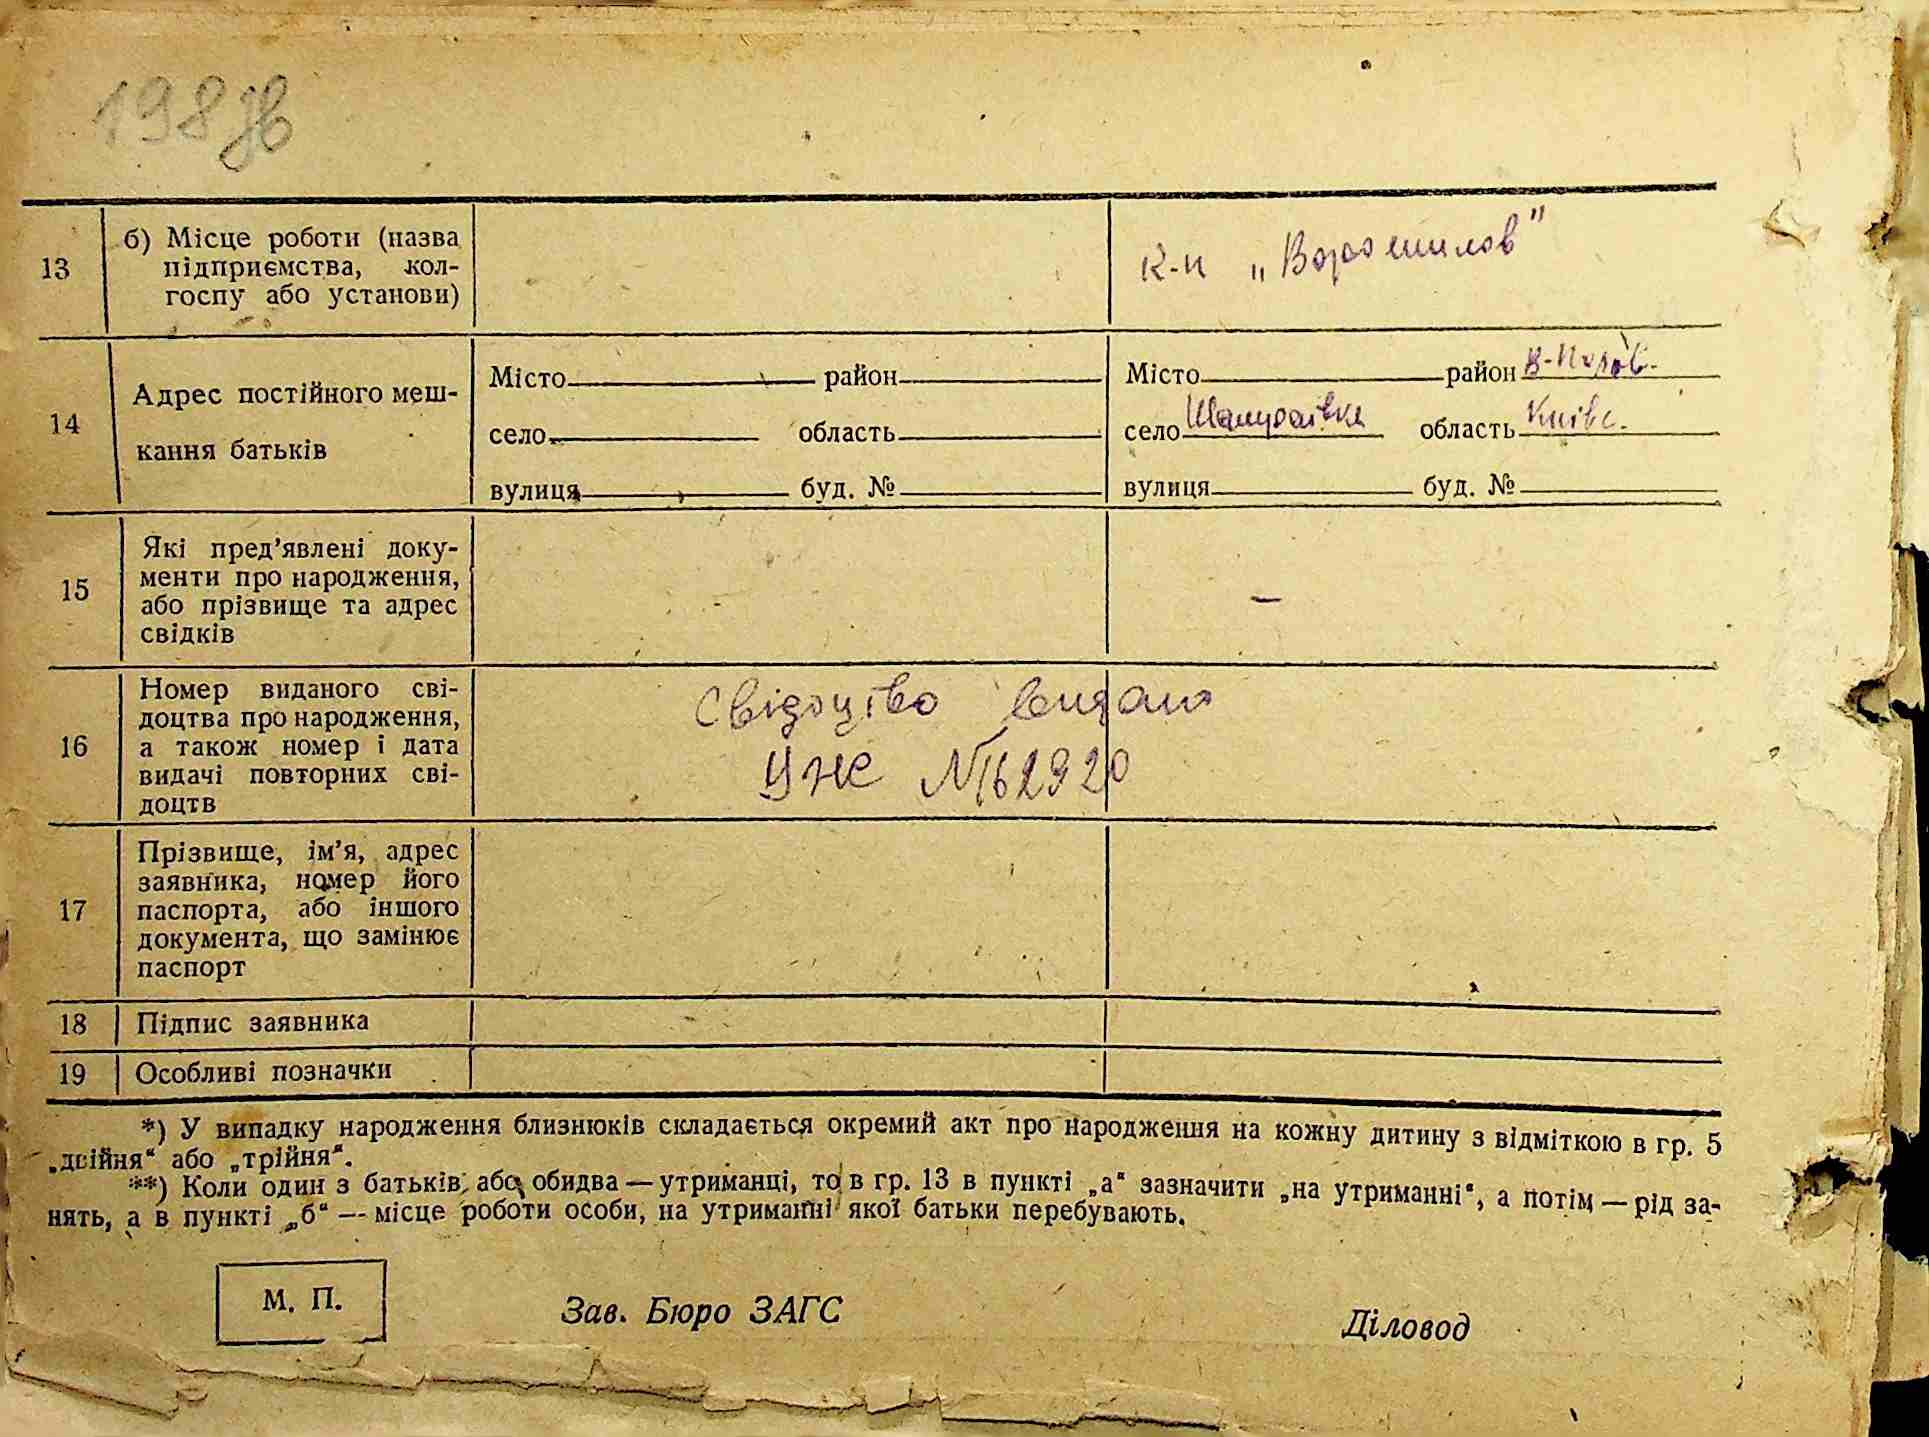 198 зв
13
б) Місце роботи (назва
підприємства, кол-
госпу або установи)
к-п „Ворошилов"
14
Адрес постійного меш-
кання батьків
Місто район
село область
вулиця буд. №
Місто район В-Полов.
село Шамраївка область Київс.
вулиця буд. №
15
Які пред’явлені доку-
менти про народження,
або прізвище та адрес
свідків
–
16
Номер виданого сві-
доцтва про народження,
а також номер і дата
видачі повторних сві-
доцтв
Свідоцтво видано
УЖ №162920
17
Прізвище, ім’я, адрес
заявника, номер його
паспорта, або іншого
документа, що замінює
паспорт
18 Підпис заявника
19 Особливі позначки
*) У випадку народження близнюків складається окремий акт про народження на кожну дитину з відміткою в гр. 5
„двійня“ або „трійня“.
**) Коли один з батьків, або обидва — утриманці, то в гр. 13 в пункті „а“ зазначити „на утриманні“, а потім — рід за-
нять, а в пункті „б“ — місце роботи особи, на утриманні якої батьки перебувають.
М. П.
Зав. Бюро ЗАГС
Діловод